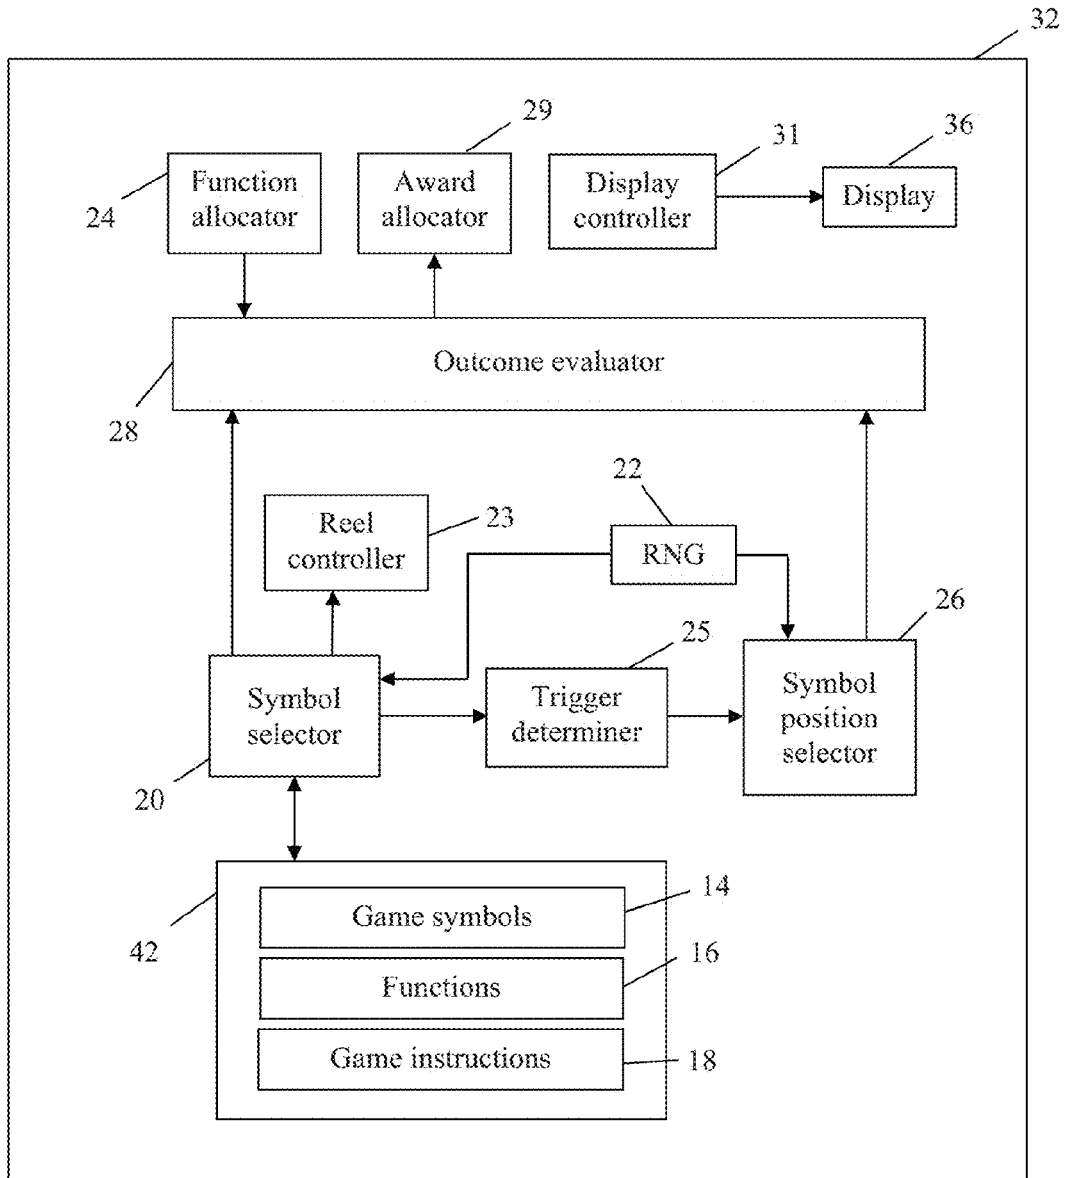 32
29
31
36
Function
allocator
Award
allocator
Display
controller
Display
24
Outcome evaluator
28
22
Reel
controller
23
RNG
26
25
Symbol
selector
Trigger
determiner
Symbol
position
selector
20
14
Game symbols
42
16
Functions
Game instructions
18